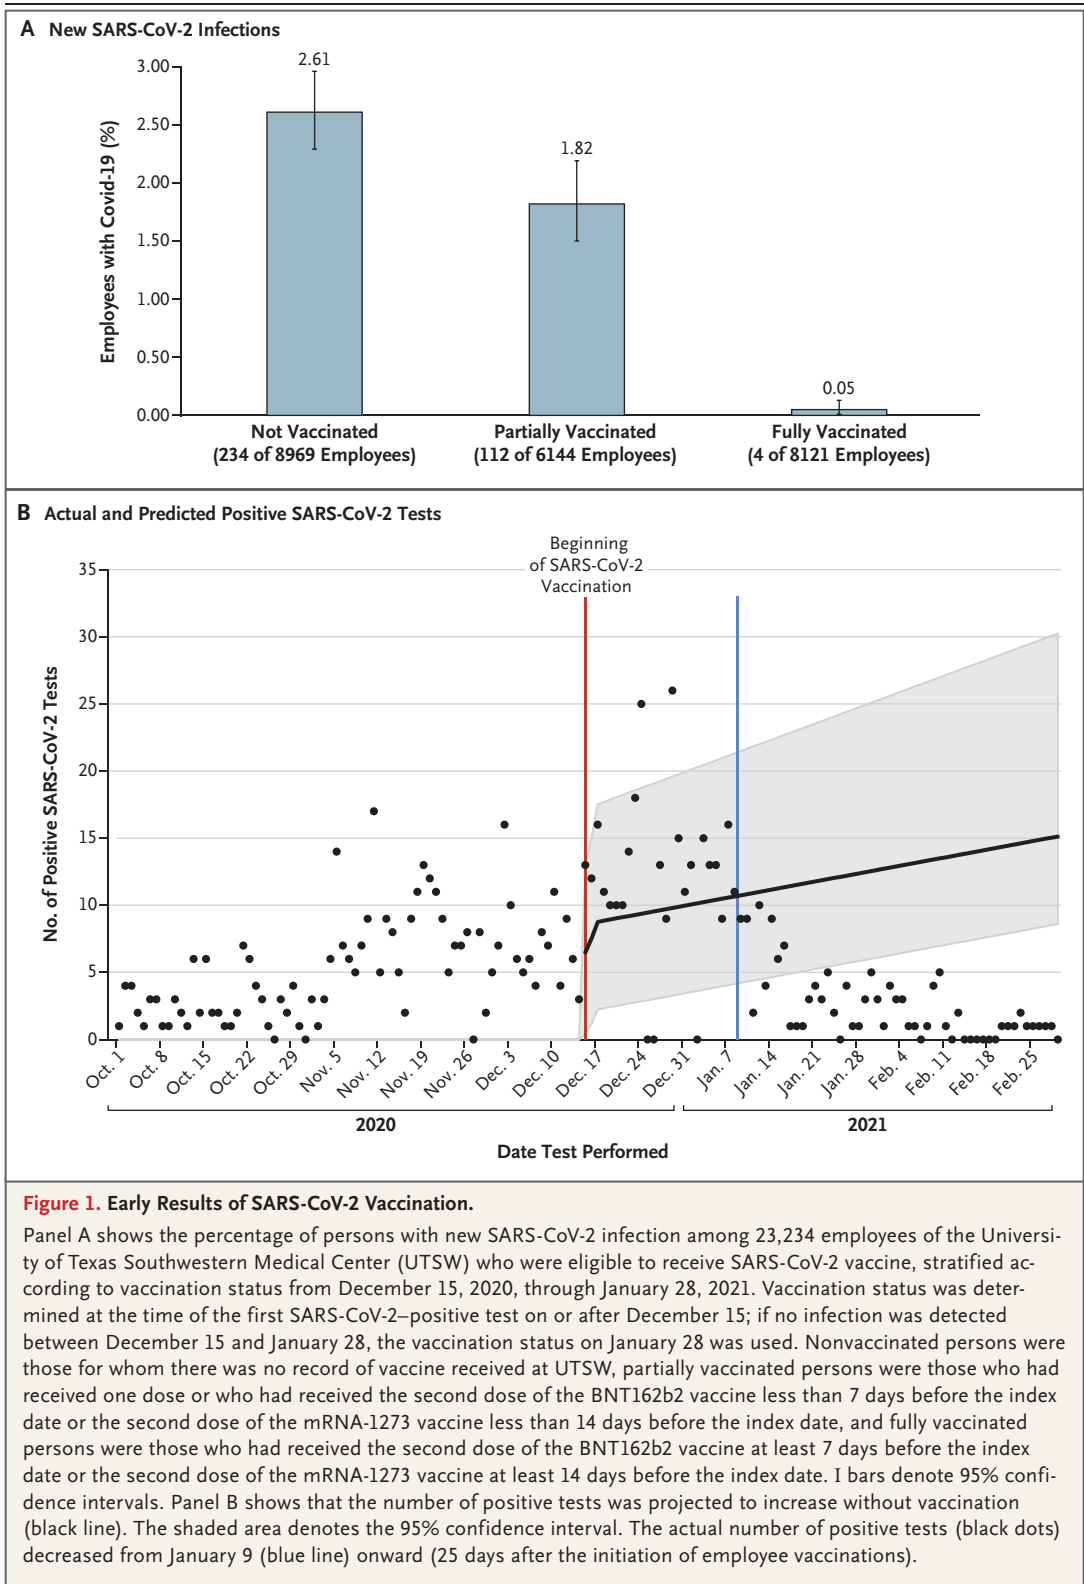 A New SARS-CoV-2 Infections
Employees with Covid-19 (%)
3.00
2.50
2.00
1.50
1.00
0.50
0.00
2.61
1.82
0.05
Not Vaccinated
(234 of 8969 Employees)
Partially Vaccinated
(112 of 6144 Employees)
Fully Vaccinated
(4 of 8121 Employees)
B Actual and Predicted Positive SARS-CoV-2 Tests
Beginning
of SARS-CoV-2
Vaccination
No. of Positive SARS-CoV-2 Tests
35
30
25
20
15
10
5
0
Oct. 1
Oct. 8
Oct. 15
Oct. 22
Oct. 29
Nov. 5
Nov. 12
Nov. 19
Nov. 26
Dec. 3
Dec. 10
Dec. 17
Dec. 24
Dec. 31
Jan. 7
Jan. 14
Jan. 21
Jan. 28
Feb. 4
Feb. 11
Feb. 18
Feb. 25
2020
2021
Date Test Performed
Figure 1. Early Results of SARS-CoV-2 Vaccination.
Panel A shows the percentage of persons with new SARS-CoV-2 infection among 23,234 employees of the Universi-
ty of Texas Southwestern Medical Center (UTSW) who were eligible to receive SARS-CoV-2 vaccine, stratified ac-
cording to vaccination status from December 15, 2020, through January 28, 2021. Vaccination status was deter-
mined at the time of the first SARS-CoV-2–positive test on or after December 15; if no infection was detected
between December 15 and January 28, the vaccination status on January 28 was used. Nonvaccinated persons were
those for whom there was no record of vaccine received at UTSW, partially vaccinated persons were those who had
received one dose or who had received the second dose of the BNT162b2 vaccine less than 7 days before the index
date or the second dose of the mRNA-1273 vaccine less than 14 days before the index date, and fully vaccinated
persons were those who had received the second dose of the BNT162b2 vaccine at least 7 days before the index
date or the second dose of the mRNA-1273 vaccine at least 14 days before the index date. I bars denote 95% confi-
dence intervals. Panel B shows that the number of positive tests was projected to increase without vaccination
(black line). The shaded area denotes the 95% confidence interval. The actual number of positive tests (black dots)
decreased from January 9 (blue line) onward (25 days after the initiation of employee vaccinations).